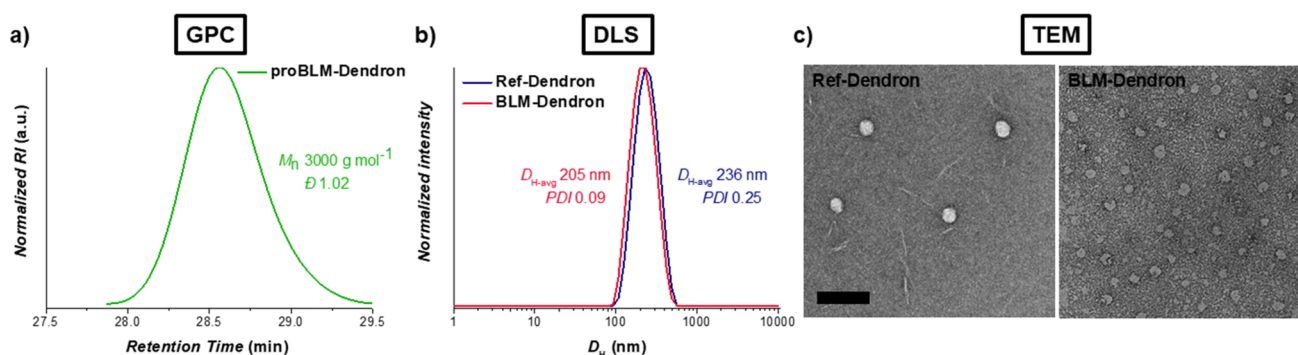 a)
GPC
Normalized RI (a.u.)
proBLM-Dendron
Mn 3000 g mol-1
Đ 1.02
27.5 28.0 28.5 29.0 29.5
Retention Time (min)
b)
DLS
Normalized intensity
Ref-Dendron
BLM-Dendron
DH-avg 205 nm
PDI 0.09
DH-avg 236 nm
PDI 0.25
1 10 100 1000 10000
DH (nm)
c)
TEM
Ref-Dendron
BLM-Dendron